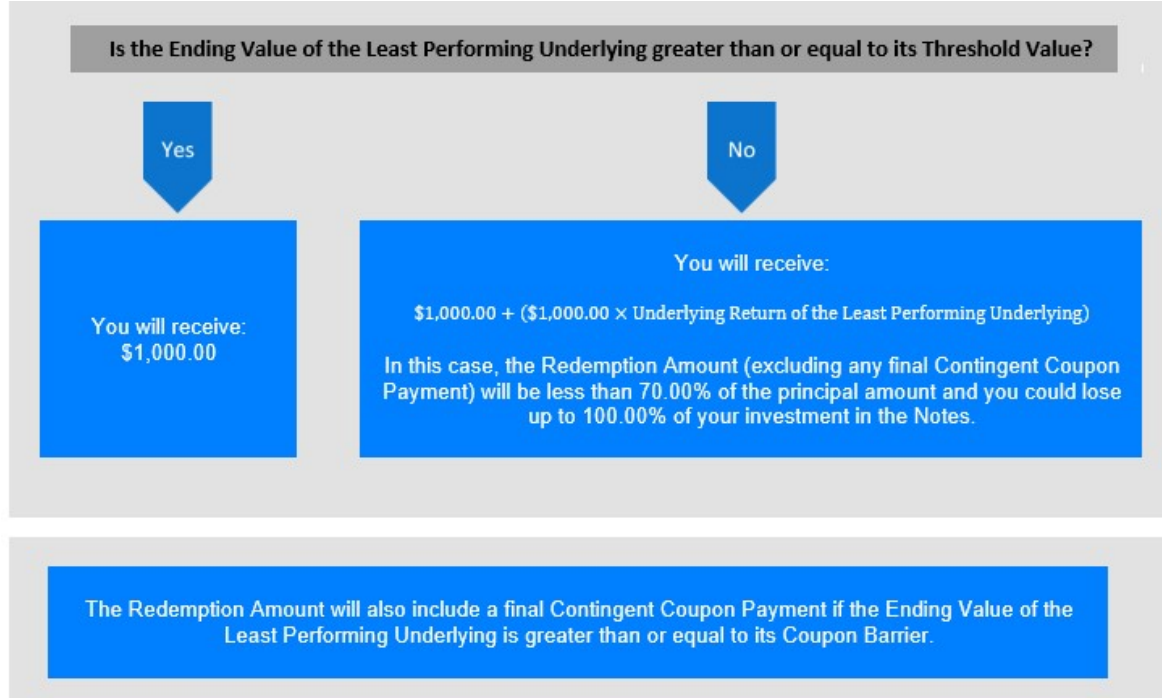 Is the Ending Value of the Least Performing Underlying greater than or equal to its Threshold Value?
Yes
No
You will receive:
$1,000.00
You will receive:
$1,000.00 + ($1,000.00 × Underlying Return of the Least Performing Underlying)
In this case, the Redemption Amount (excluding any final Contingent Coupon
Payment) will be less than 70.00% of the principal amount and you could lose
up to 100.00% of your investment in the Notes.
The Redemption Amount will also include a final Contingent Coupon Payment if the Ending Value of the
Least Performing Underlying is greater than or equal to its Coupon Barrier.